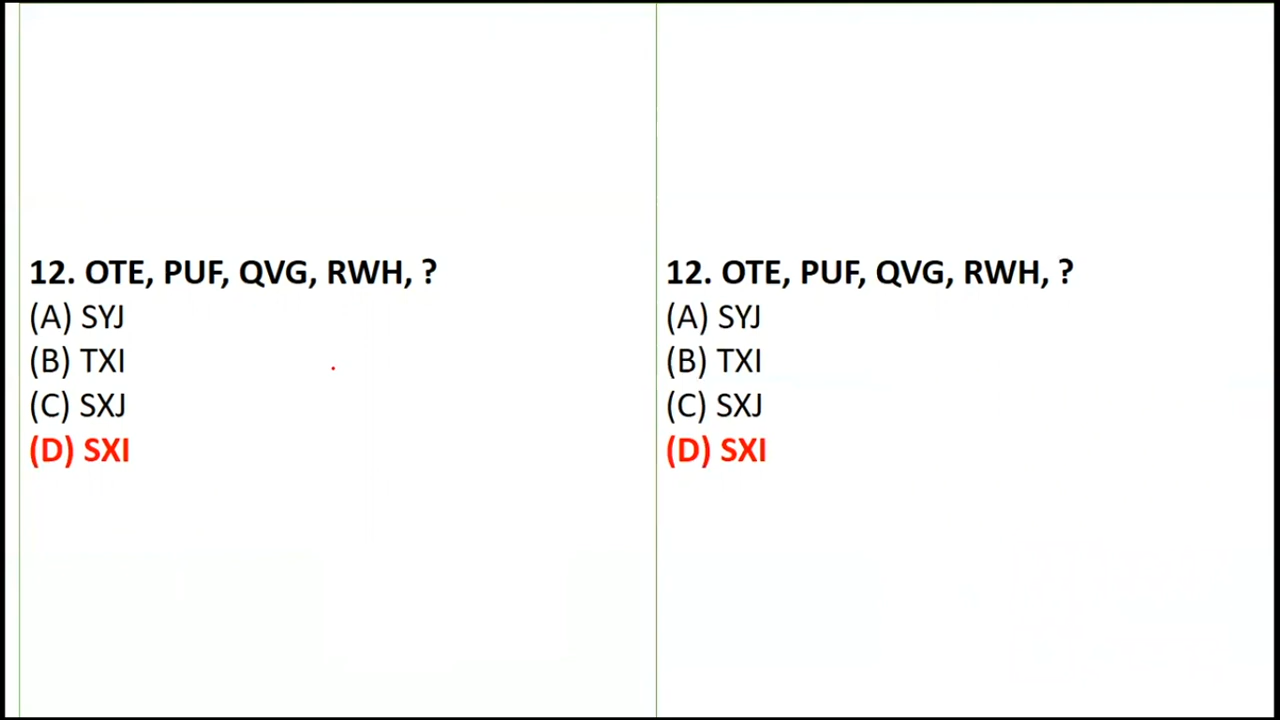 12. OTE, PUF, QVG, RWH, ?
(A) SYJ
(B) TXI
(C) SXJ
(D) SXI
12. OTE, PUF, QVG, RWH, ?
(A) SYJ
(B) TXI
(C) SXJ
(D) SXI